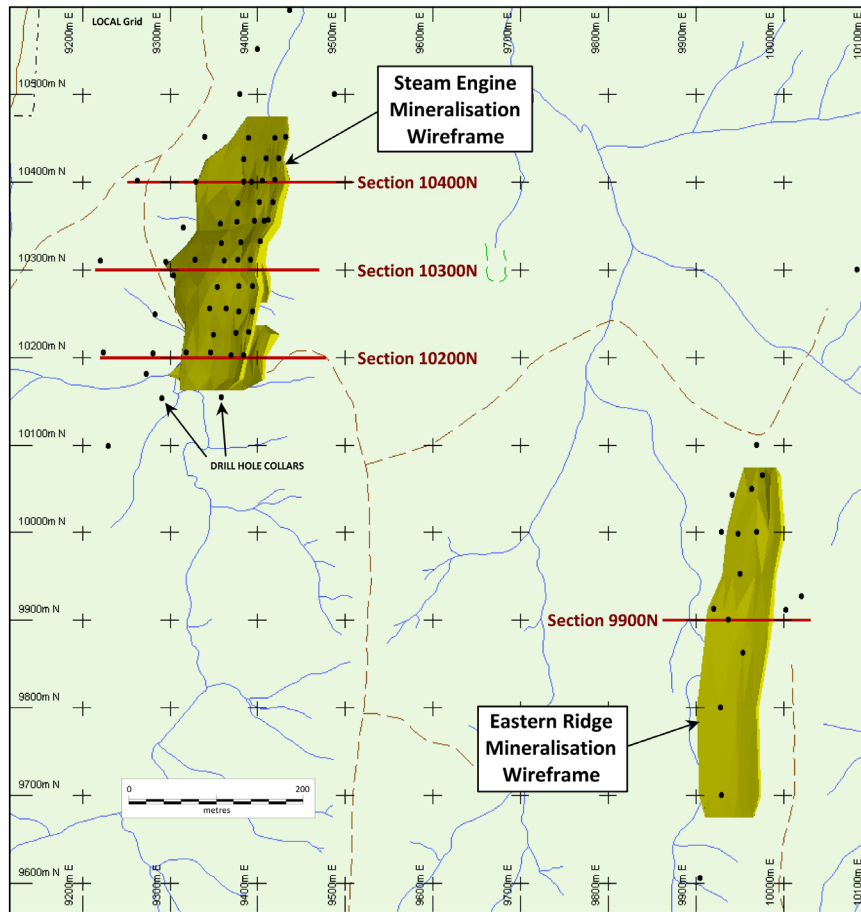 9200m E
9300m E
9400m E
9500m E
9600m E
9700m E
9800m E
9900m E
10000m E
10100m E
LOCAL Grid
10500m N
Steam Engine
Mineralisation
Wireframe
10400m N
Section 10400N
10300m N
Section 10300N
10200m N
Section 10200N
10100m N
DRILL HOLE COLLARS
10000m N
9900m N
Section 9900N
9800m N
Eastern Ridge
Mineralisation
Wireframe
9700m N
0 200
metres
9600m N
9200m E
9300m E
9400m E
9500m E
9600m E
9700m E
9800m E
9900m E
10000m E
10100m